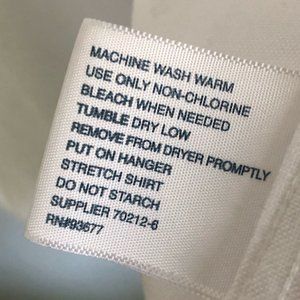 MACHINE WASH WARM
USE ONLY NON-CHLORINE
BLEACH WHEN NEEDED
TUMBLE DRY LOW
REMOVE FROM DRYER PROMPTLY
PUT ON HANGER
STRETCH SHIRT
DO NOT STARCH
SUPPLIER 70212-6
RN#93677